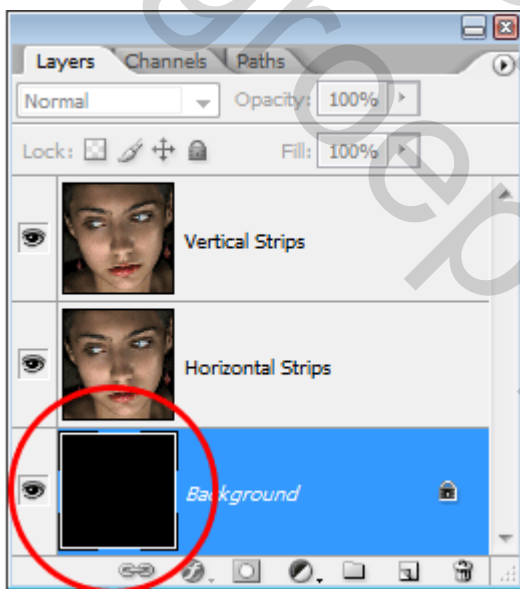 Layers Channels Paths
Normal Opacity: 100%
Lock: Fill: 100%
Vertical Strips
Horizontal Strips
Background